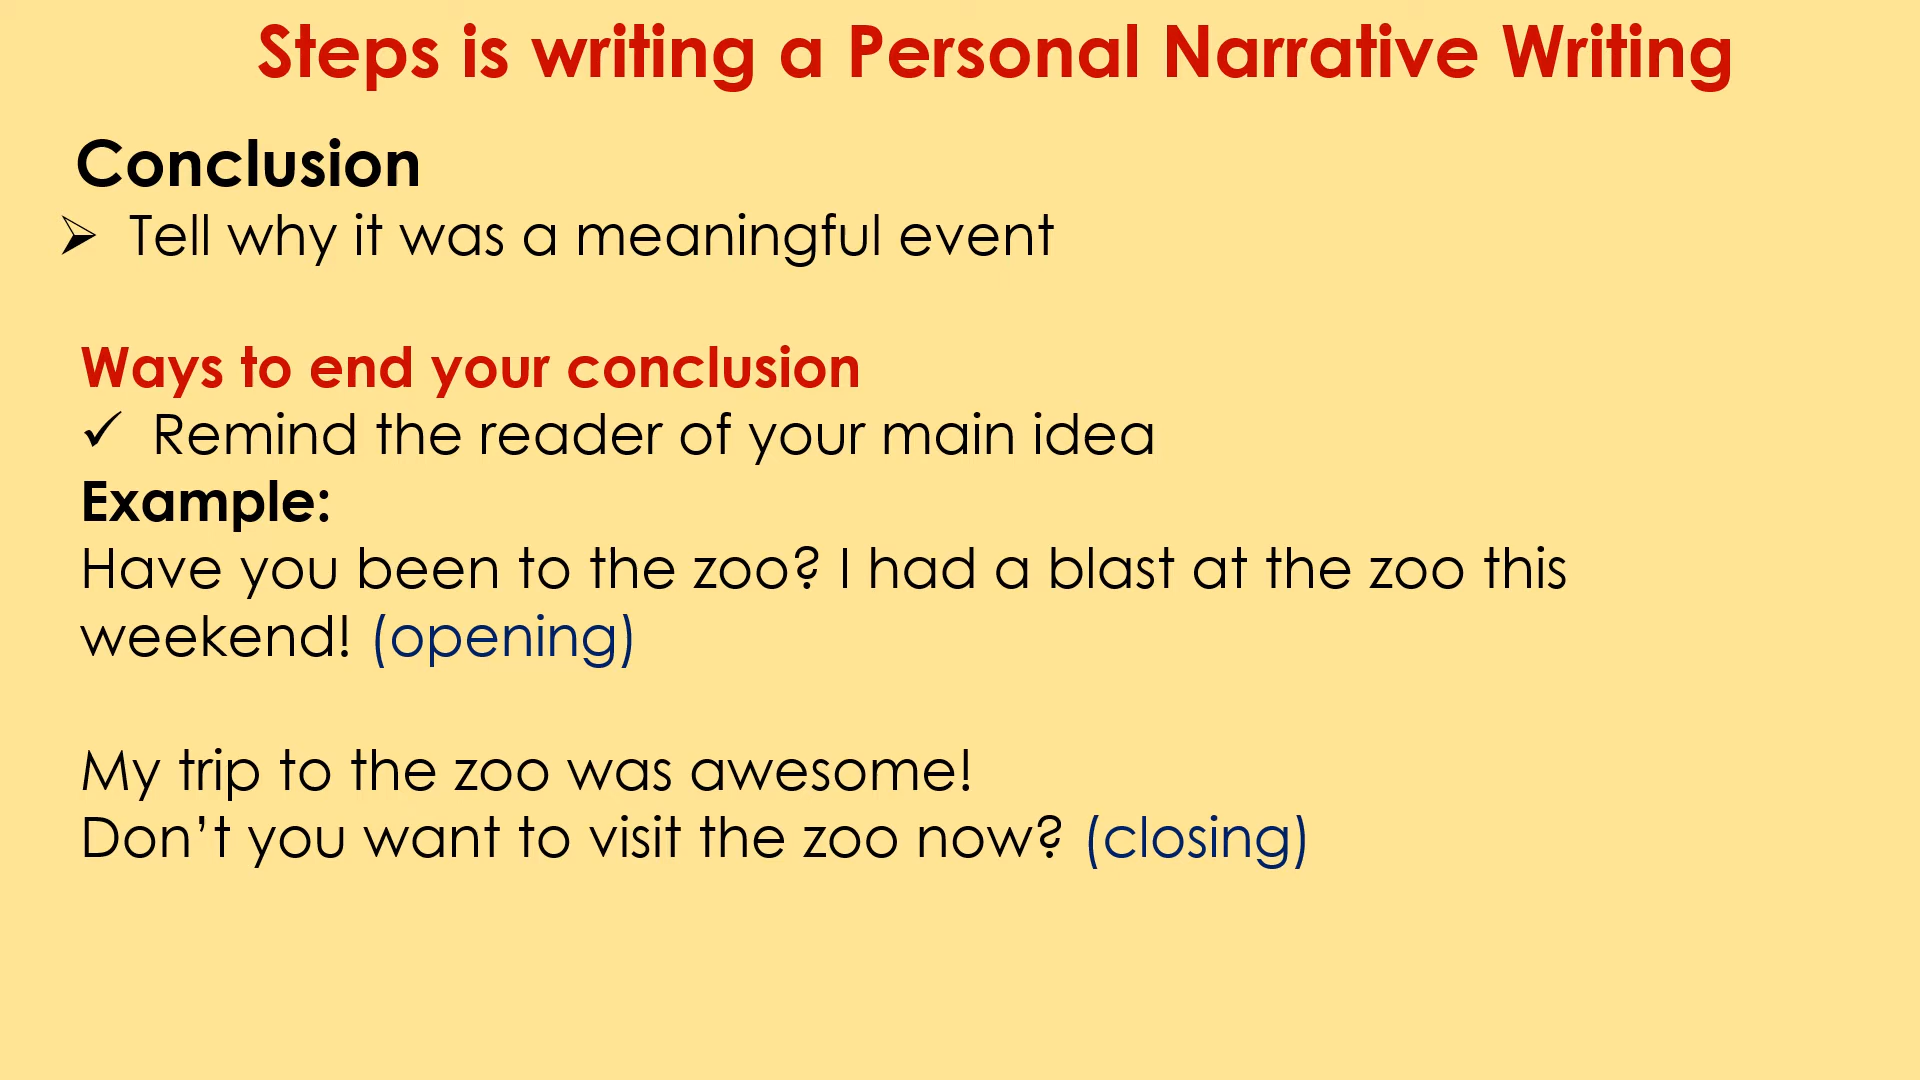 Steps is writing a Personal Narrative Writing
Conclusion
➢ Tell why it was a meaningful event
Ways to end your conclusion
✓ Remind the reader of your main idea
Example:
Have you been to the zoo? I had a blast at the zoo this
weekend! (opening)
My trip to the zoo was awesome!
Don’t you want to visit the zoo now? (closing)